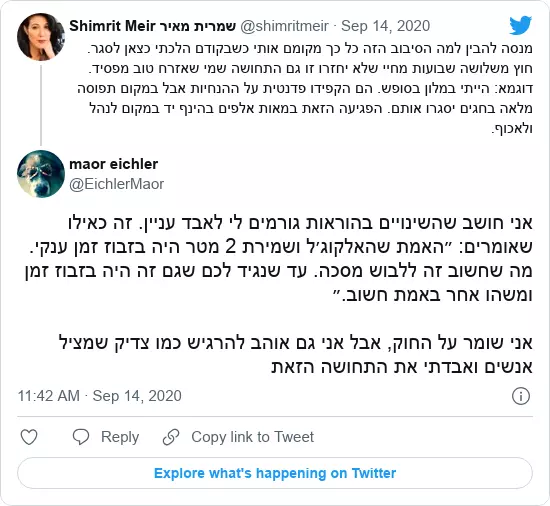 Shimrit Meir שמרית מאיר @shimritmeir · Sep 14, 2020
מנסה להבין למה הסיבוב הזה כל כך מקומם אותי כשבקודם הלכתי כצאן לסגר.
חוץ משלושה שבועות מחיי שלא יחזרו זו גם התחושה שמי שאזרח טוב מפסיד.
דוגמא: הייתי במלון בסופש. הם הקפידו פדנטית על ההנחיות אבל במקום תפוסה
מלאה בחגים יסגרו אותם. הפגיעה הזאת במאות אלפים בהינף יד במקום לנהל
ולאכוף.
maor eichler
@EichlerMaor
אני חושב שהשינויים בהוראות גורמים לי לאבד עניין. זה כאילו
שאומרים: ״האמת שהאלקוג׳ל ושמירת 2 מטר היה בזבוז זמן ענקי.
מה שחשוב זה ללבוש מסכה. עד שנגיד לכם שגם זה היה בזבוז זמן
ומשהו אחר באמת חשוב.״
אני שומר על החוק, אבל אני גם אוהב להרגיש כמו צדיק שמציל
אנשים ואבדתי את התחושה הזאת
11:42 AM · Sep 14, 2020
Reply
Copy link to Tweet
Explore what's happening on Twitter